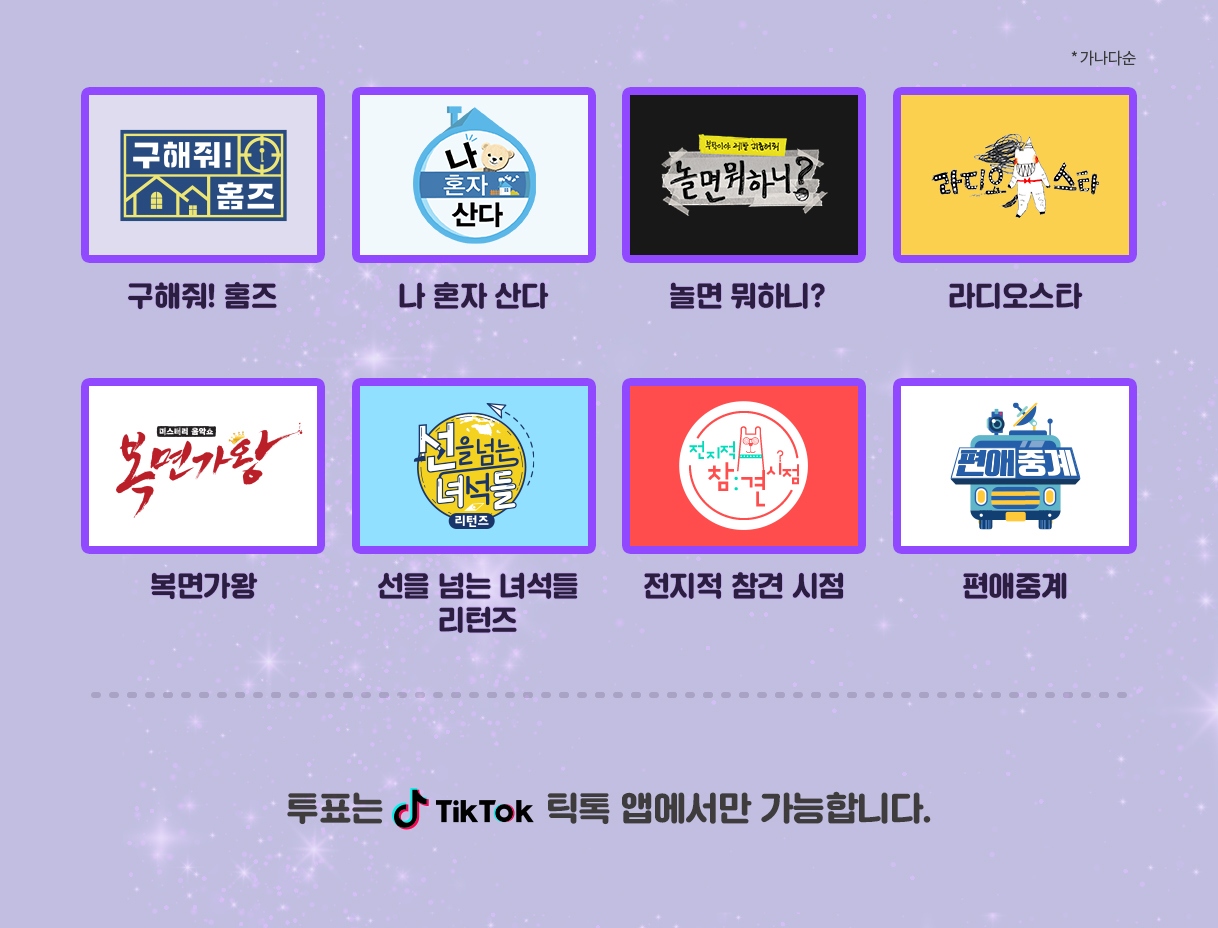 * 가나다순
구해줘!
홈즈
나
혼자
산다
놀면뭐하니?
라디오스타
구해줘! 홈즈
나 혼자 산다
놀면 뭐하니?
라디오스타
미스터리 음악쇼
복면가왕
선을넘는
녀석들
리턴즈
전지적
참:견
시점
편애중계
복면가왕
선을 넘는 녀석들
리턴즈
전지적 참견 시점
편애중계
투표는 TikTok 틱톡 앱에서만 가능합니다.